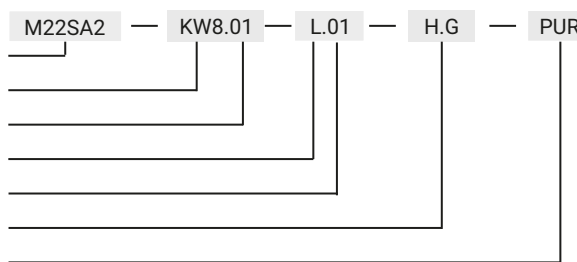 M22SA2 — KW8.01 — L.01 — H.G — PUR